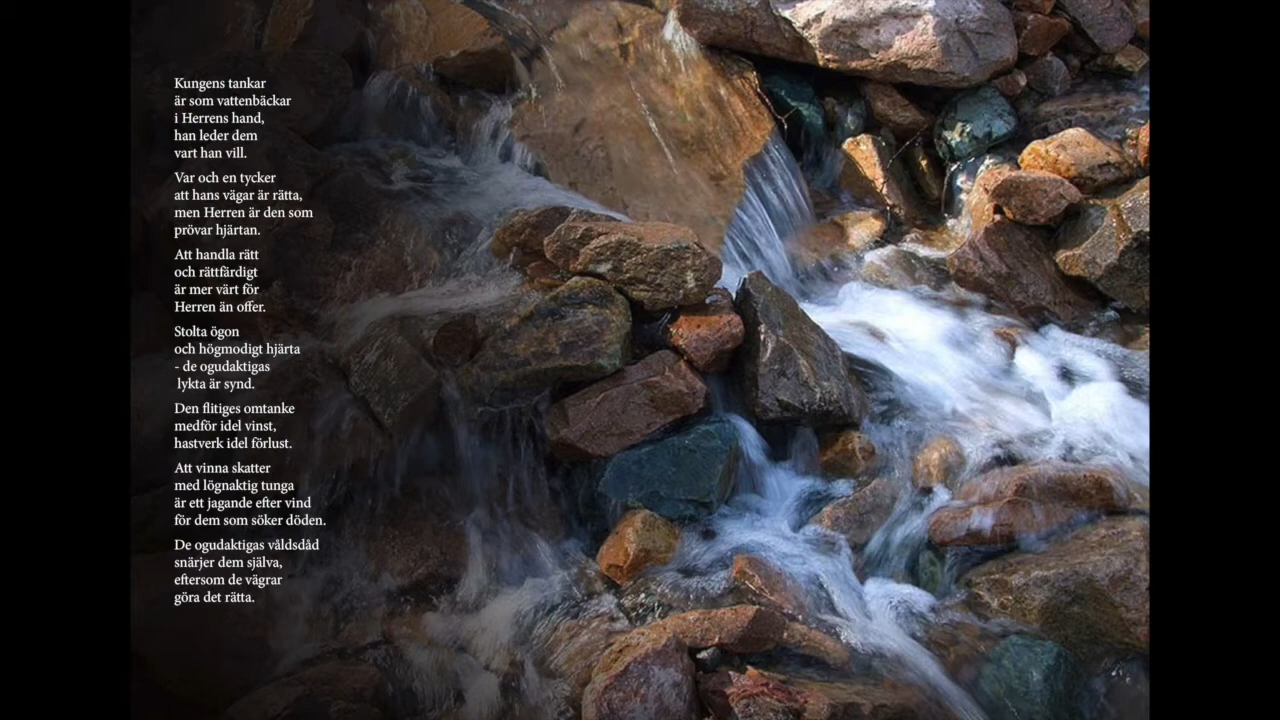 Kungens tankar
är som vattenbäckar
i Herrens hand,
han leder dem
vart han vill.
Var och en tycker
att hans vägar är rätta,
men Herren är den som
prövar hjärtan.
Att handla rätt
och rättfärdigt
är mer värt för
Herren än offer.
Stolta ögon
och högmodigt hjärta
- de ogudaktigas
lykta är synd.
Den flitiges omtanke
medför idel vinst,
hastverk idel förlust.
Att vinna skatter
med lögnaktig tunga
är ett jagande efter vind
för dem som söker döden.
De ogudaktigas våldsdåd
snärjer dem själva,
eftersom de vägrar
göra det rätta.